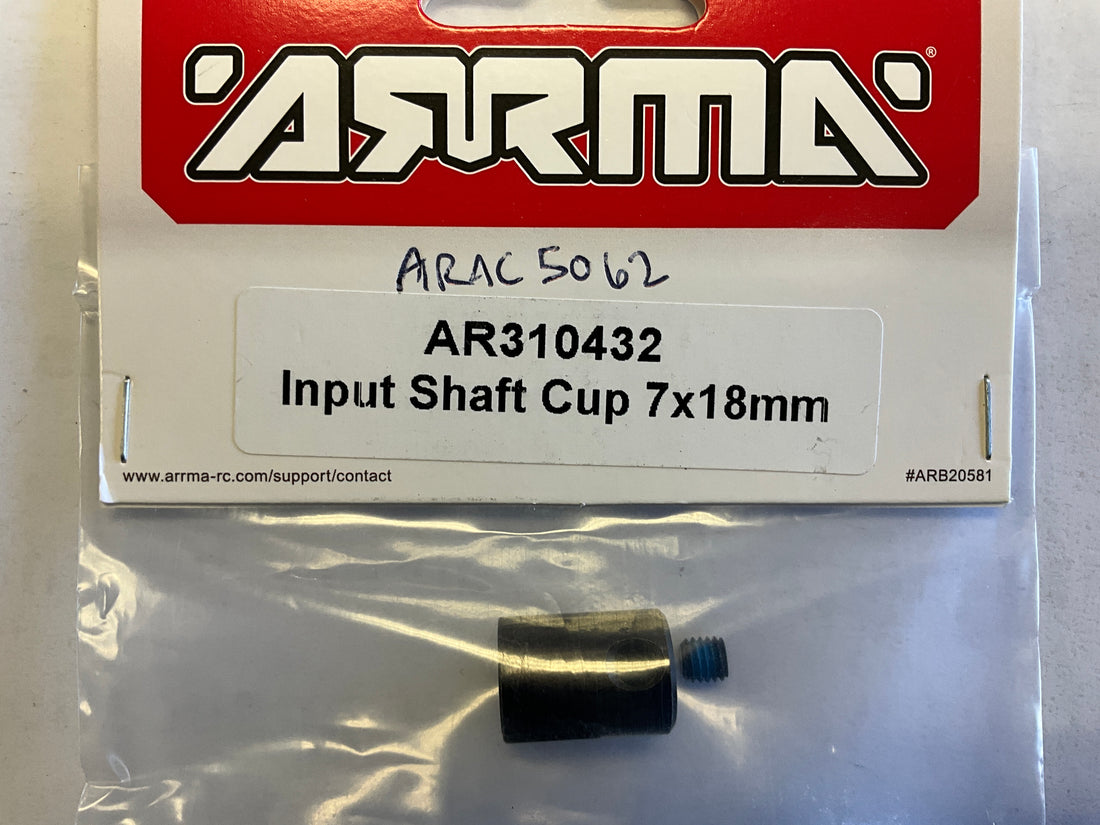 ARRMA®
ARAC5062
AR310432
Input Shaft Cup 7x18mm
www.arrma-rc.com/support/contact
#ARB20581